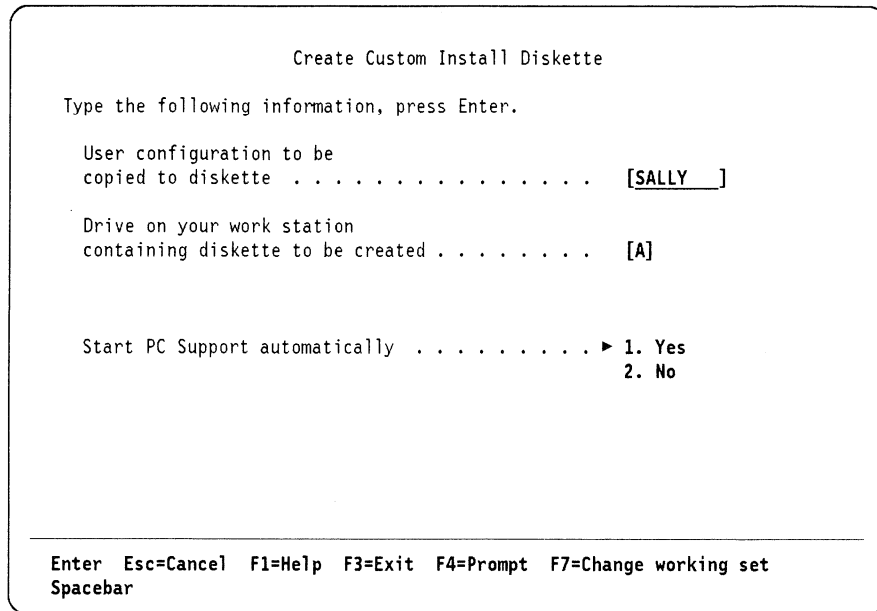 Create Custom Install Diskette
Type the following information, press Enter.
User configuration to be
copied to diskette . . . . . . . . . . . . . . . [SALLY   ]
Drive on your work station
containing diskette to be created . . . . . . . . [A]
Start PC Support automatically . . . . . . . . . ► 1. Yes
2. No
Enter  Esc=Cancel  F1=Help  F3=Exit  F4=Prompt  F7=Change working set
Spacebar